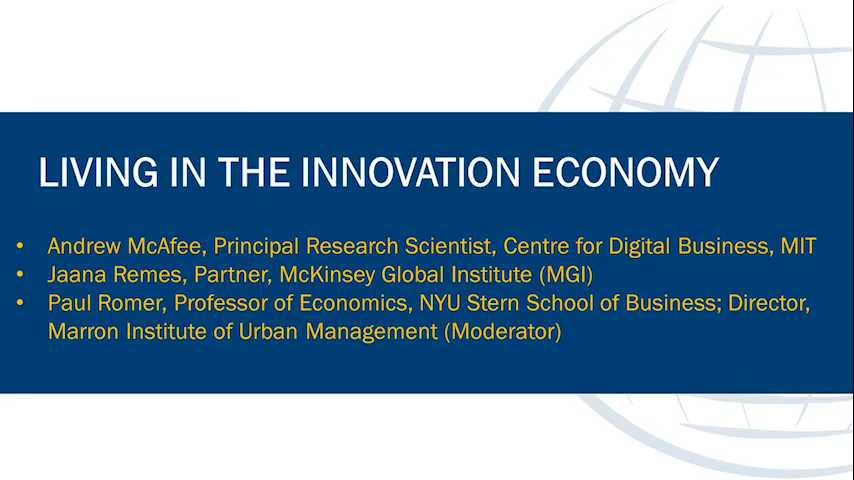 LIVING IN THE INNOVATION ECONOMY
• Andrew McAfee, Principal Research Scientist, Centre for Digital Business, MIT
• Jaana Remes, Partner, McKinsey Global Institute (MGI)
• Paul Romer, Professor of Economics, NYU Stern School of Business; Director,
Marron Institute of Urban Management (Moderator)